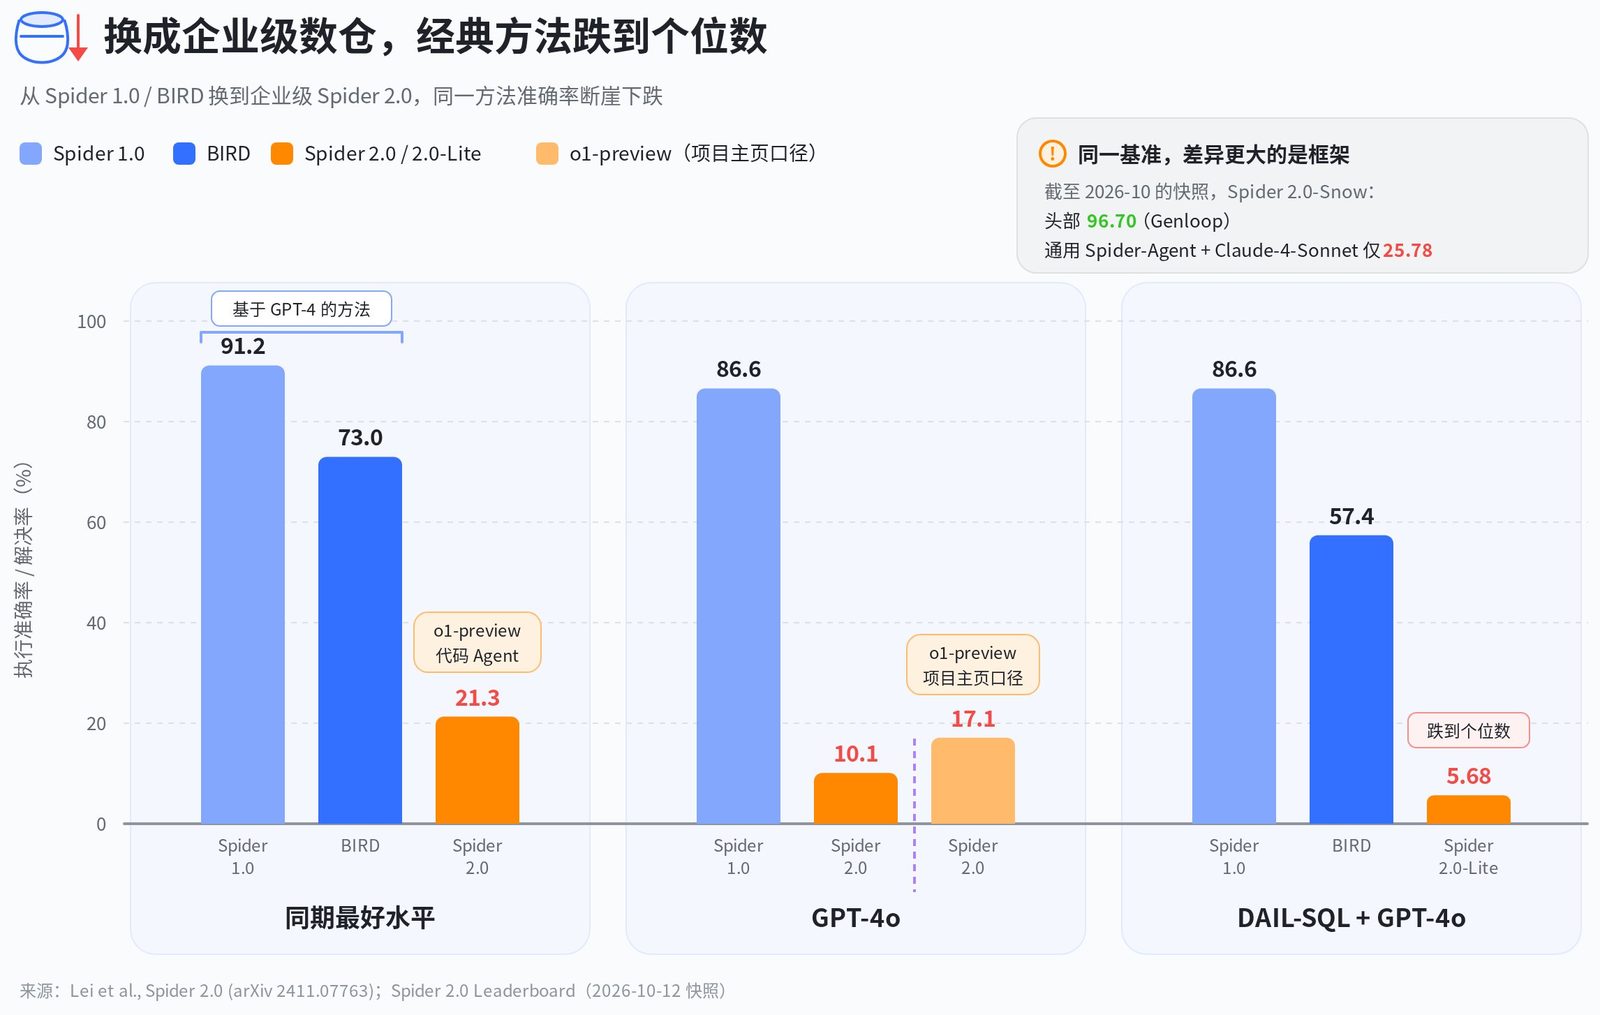 换成企业级数仓，经典方法跌到个位数
从 Spider 1.0 / BIRD 换到企业级 Spider 2.0，同一方法准确率断崖下跌
Spider 1.0
BIRD
Spider 2.0 / 2.0-Lite
o1-preview（项目主页口径）
同一基准，差异更大的是框架
截至 2026-10 的快照，Spider 2.0-Snow：
头部 96.70（Genloop）
通用 Spider-Agent + Claude-4-Sonnet 仅 25.78
执行准确率 / 解决率（%）
100
80
60
40
20
0
基于 GPT-4 的方法
91.2
73.0
o1-preview
代码 Agent
21.3
Spider
1.0
BIRD
Spider
2.0
同期最好水平
86.6
10.1
o1-preview
项目主页口径
17.1
Spider
1.0
Spider
2.0
Spider
2.0
GPT-4o
86.6
57.4
跌到个位数
5.68
Spider
1.0
BIRD
Spider
2.0-Lite
DAIL-SQL + GPT-4o
来源：Lei et al., Spider 2.0 (arXiv 2411.07763)；Spider 2.0 Leaderboard（2026-10-12 快照）